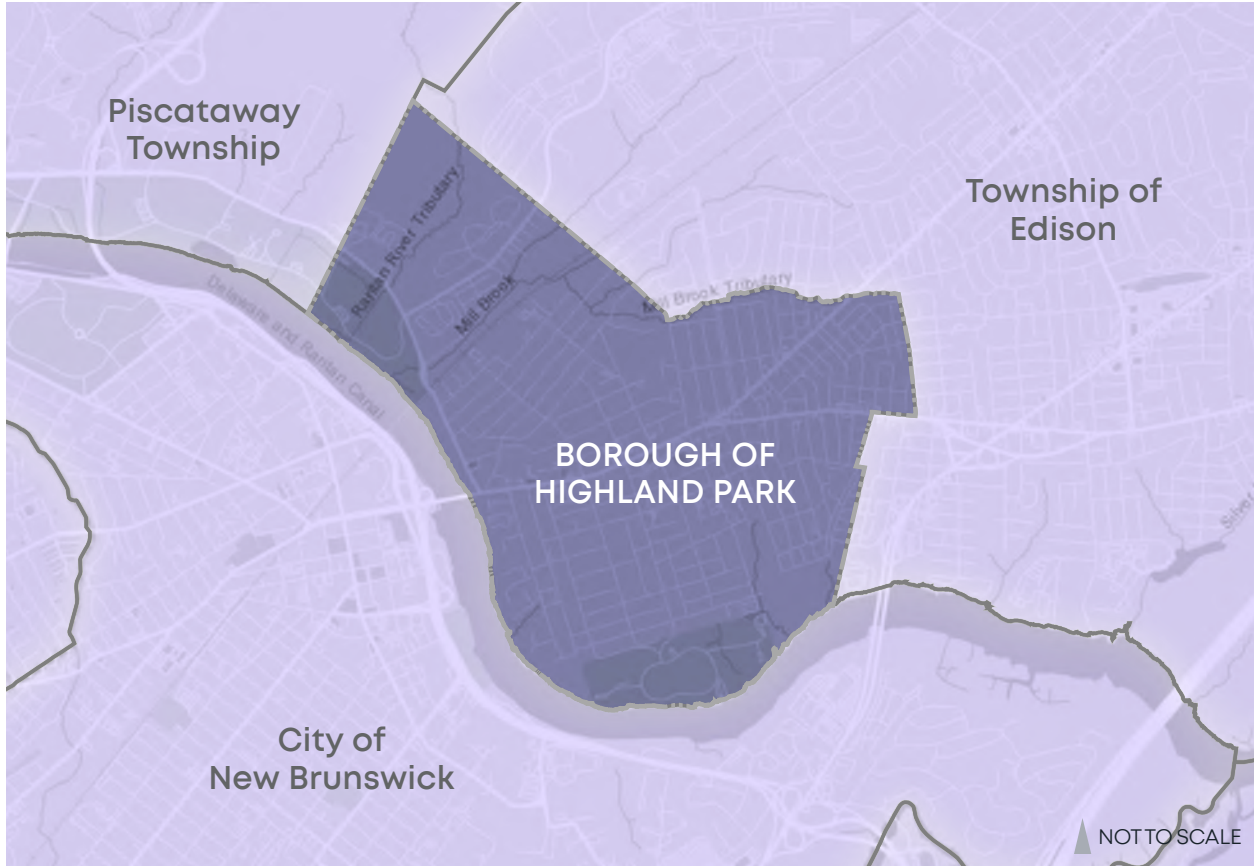 Piscataway
Township
Township of
Edison
Raritan River Tributary
Mill Brook
Mill Brook Tributary
Delaware and Raritan Canal
BOROUGH OF
HIGHLAND PARK
City of
New Brunswick
NOT TO SCALE